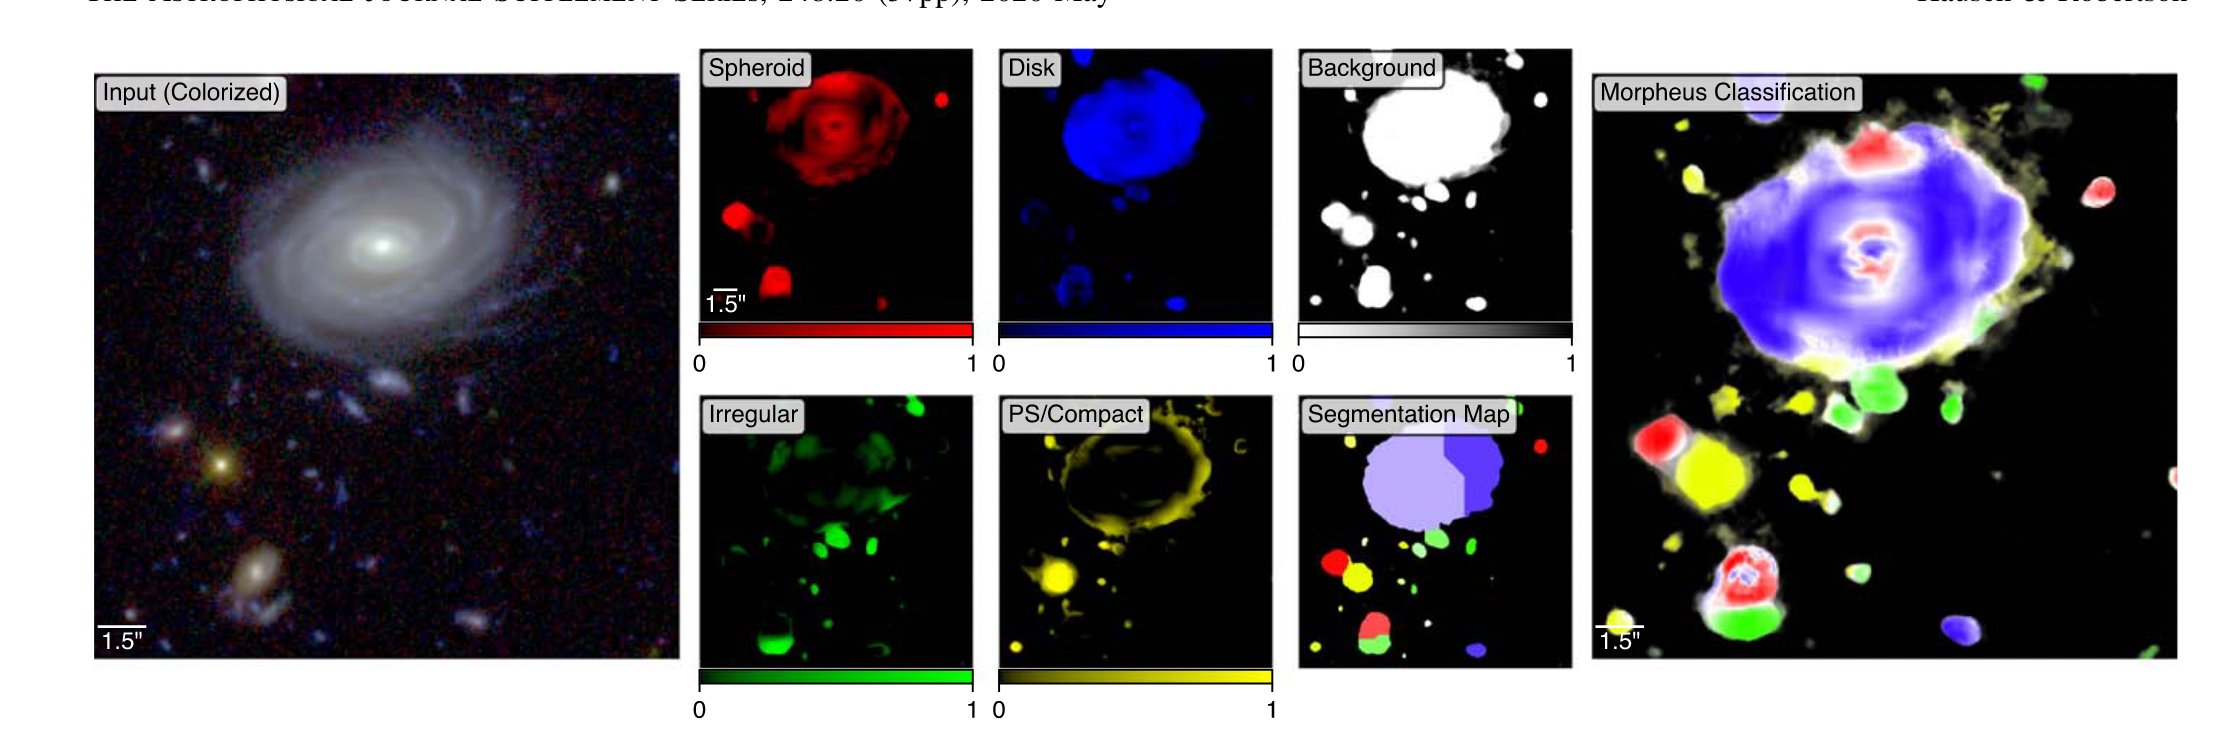 Input (Colorized)
1.5"
Spheroid
1.5"
0 1
Disk
0 1
Background
0 1
Irregular
0 1
PS/Compact
0 1
Segmentation Map
Morpheus Classification
1.5"